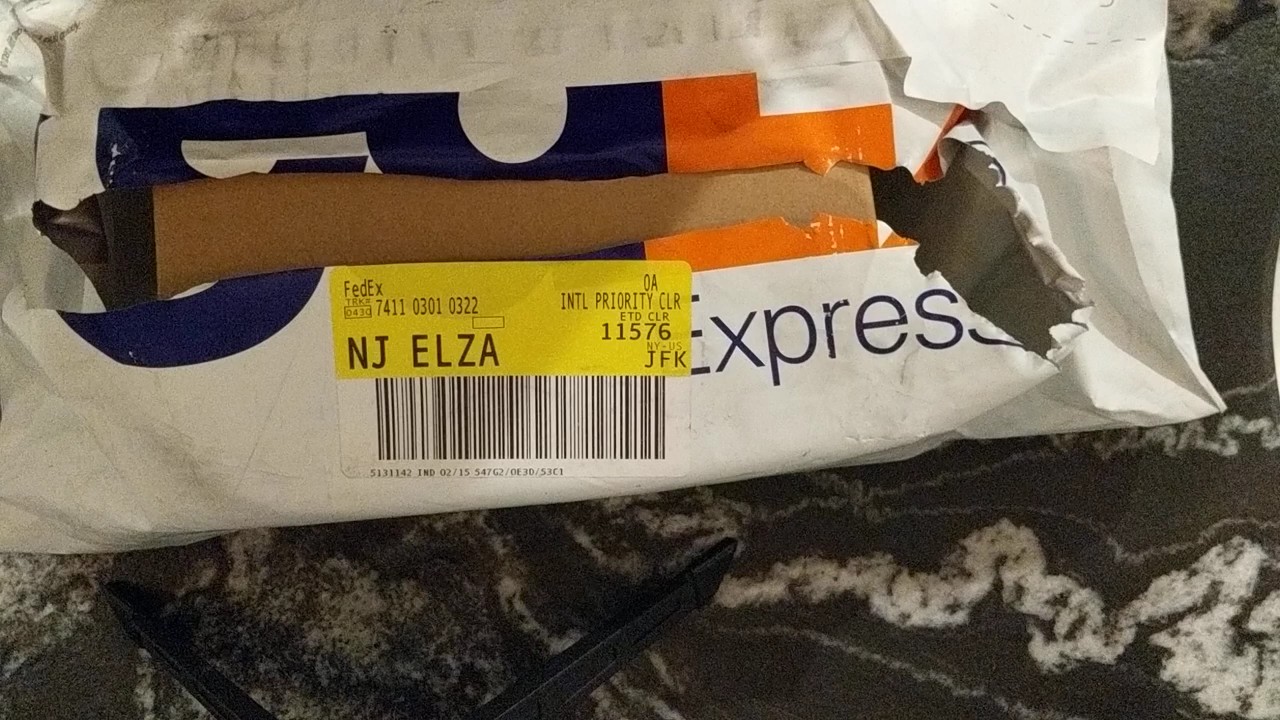 FedEx
TRK#
0430
7411 0301 0322
NJ ELZA
OA
INTL PRIORITY CLR
ETD CLR
11576
NY-US
JFK
Express
5131142 IND 02/15 547G2/0E3D/53C1